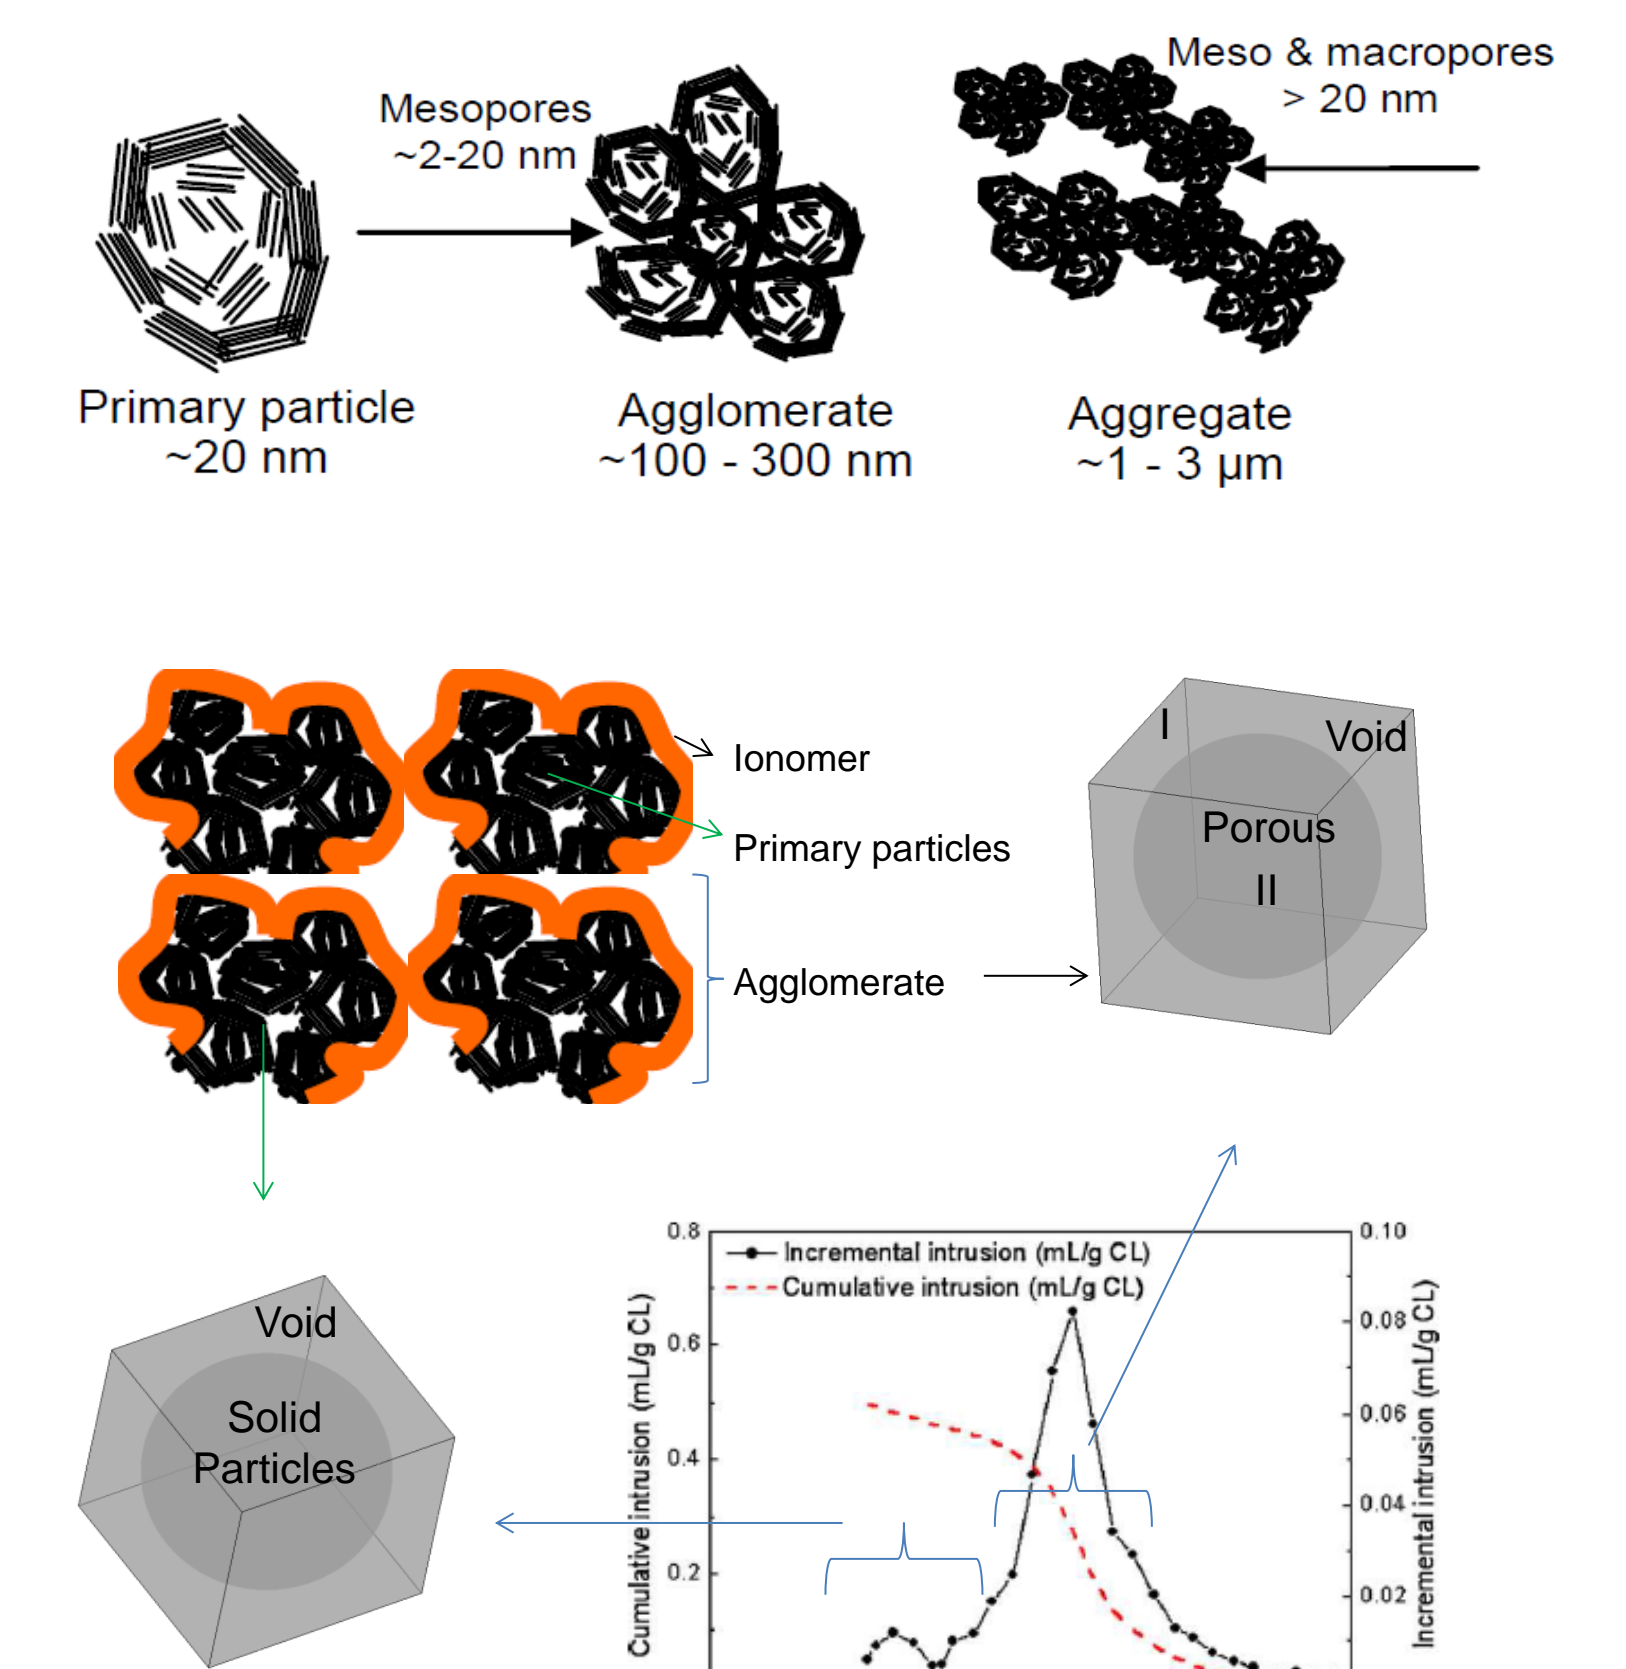 Meso & macropores
> 20 nm
Mesopores
~2-20 nm
Primary particle
~20 nm
Agglomerate
~100 - 300 nm
Aggregate
~1 - 3 μm
Ionomer
Primary particles
Agglomerate
I
Void
Porous
II
Void
Solid
Particles
Incremental intrusion (mL/g CL)
Cumulative intrusion (mL/g CL)
Cumulative intrusion (mL/g CL)
0.8
0.6
0.4
0.2
0.10
0.08
0.06
0.04
0.02
Incremental intrusion (mL/g CL)